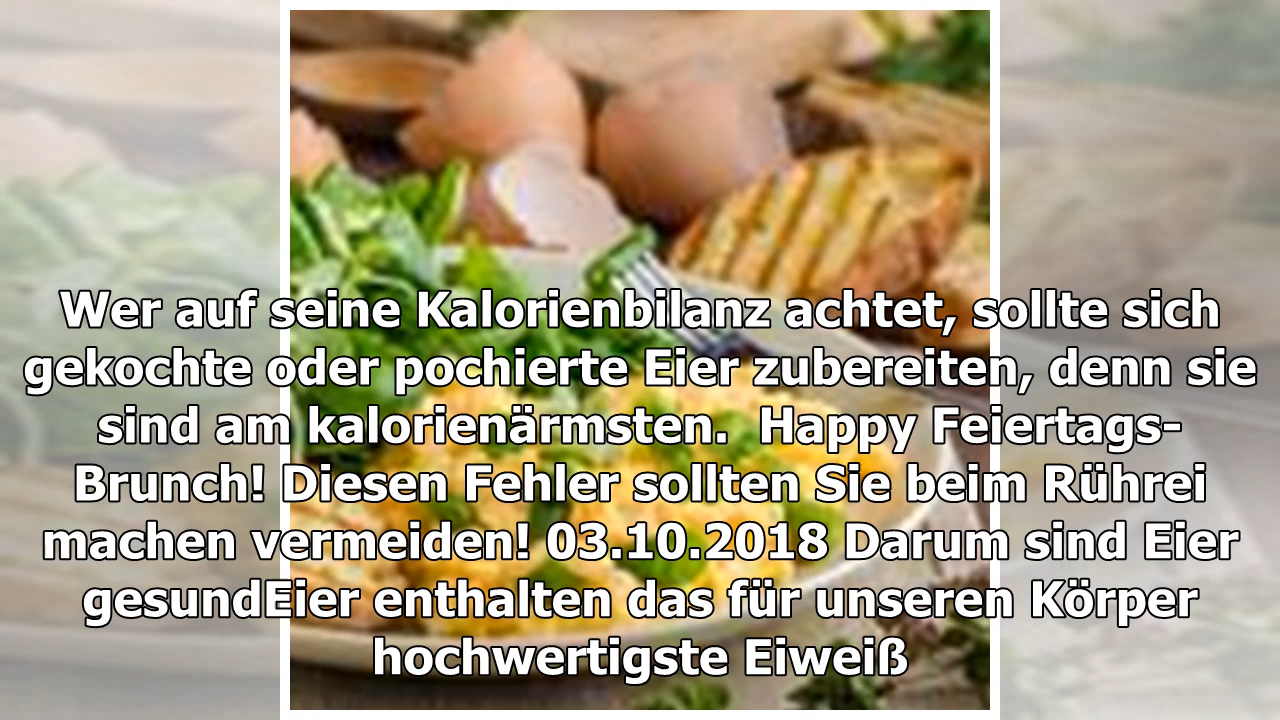 Wer auf seine Kalorienbilanz achtet, sollte sich
gekochte oder pochierte Eier zubereiten, denn sie
sind am kalorienärmsten.  Happy Feiertags-
Brunch! Diesen Fehler sollten Sie beim Rührei
machen vermeiden! 03.10.2018 Darum sind Eier
gesundEier enthalten das für unseren Körper
hochwertigste Eiweiß